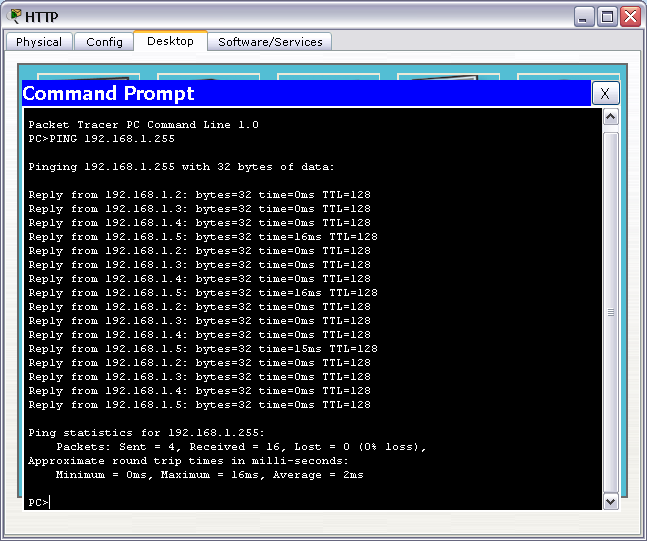 HTTP
Physical Config Desktop Software/Services
Command Prompt X
Packet Tracer PC Command Line 1.0
PC>PING 192.168.1.255
Pinging 192.168.1.255 with 32 bytes of data:
Reply from 192.168.1.2: bytes=32 time=0ms TTL=128
Reply from 192.168.1.3: bytes=32 time=0ms TTL=128
Reply from 192.168.1.4: bytes=32 time=0ms TTL=128
Reply from 192.168.1.5: bytes=32 time=16ms TTL=128
Reply from 192.168.1.2: bytes=32 time=0ms TTL=128
Reply from 192.168.1.3: bytes=32 time=0ms TTL=128
Reply from 192.168.1.4: bytes=32 time=0ms TTL=128
Reply from 192.168.1.5: bytes=32 time=16ms TTL=128
Reply from 192.168.1.2: bytes=32 time=0ms TTL=128
Reply from 192.168.1.3: bytes=32 time=0ms TTL=128
Reply from 192.168.1.4: bytes=32 time=0ms TTL=128
Reply from 192.168.1.5: bytes=32 time=15ms TTL=128
Reply from 192.168.1.2: bytes=32 time=0ms TTL=128
Reply from 192.168.1.3: bytes=32 time=0ms TTL=128
Reply from 192.168.1.4: bytes=32 time=0ms TTL=128
Reply from 192.168.1.5: bytes=32 time=0ms TTL=128
Ping statistics for 192.168.1.255:
Packets: Sent = 4, Received = 16, Lost = 0 (0% loss),
Approximate round trip times in milli-seconds:
Minimum = 0ms, Maximum = 16ms, Average = 2ms
PC>